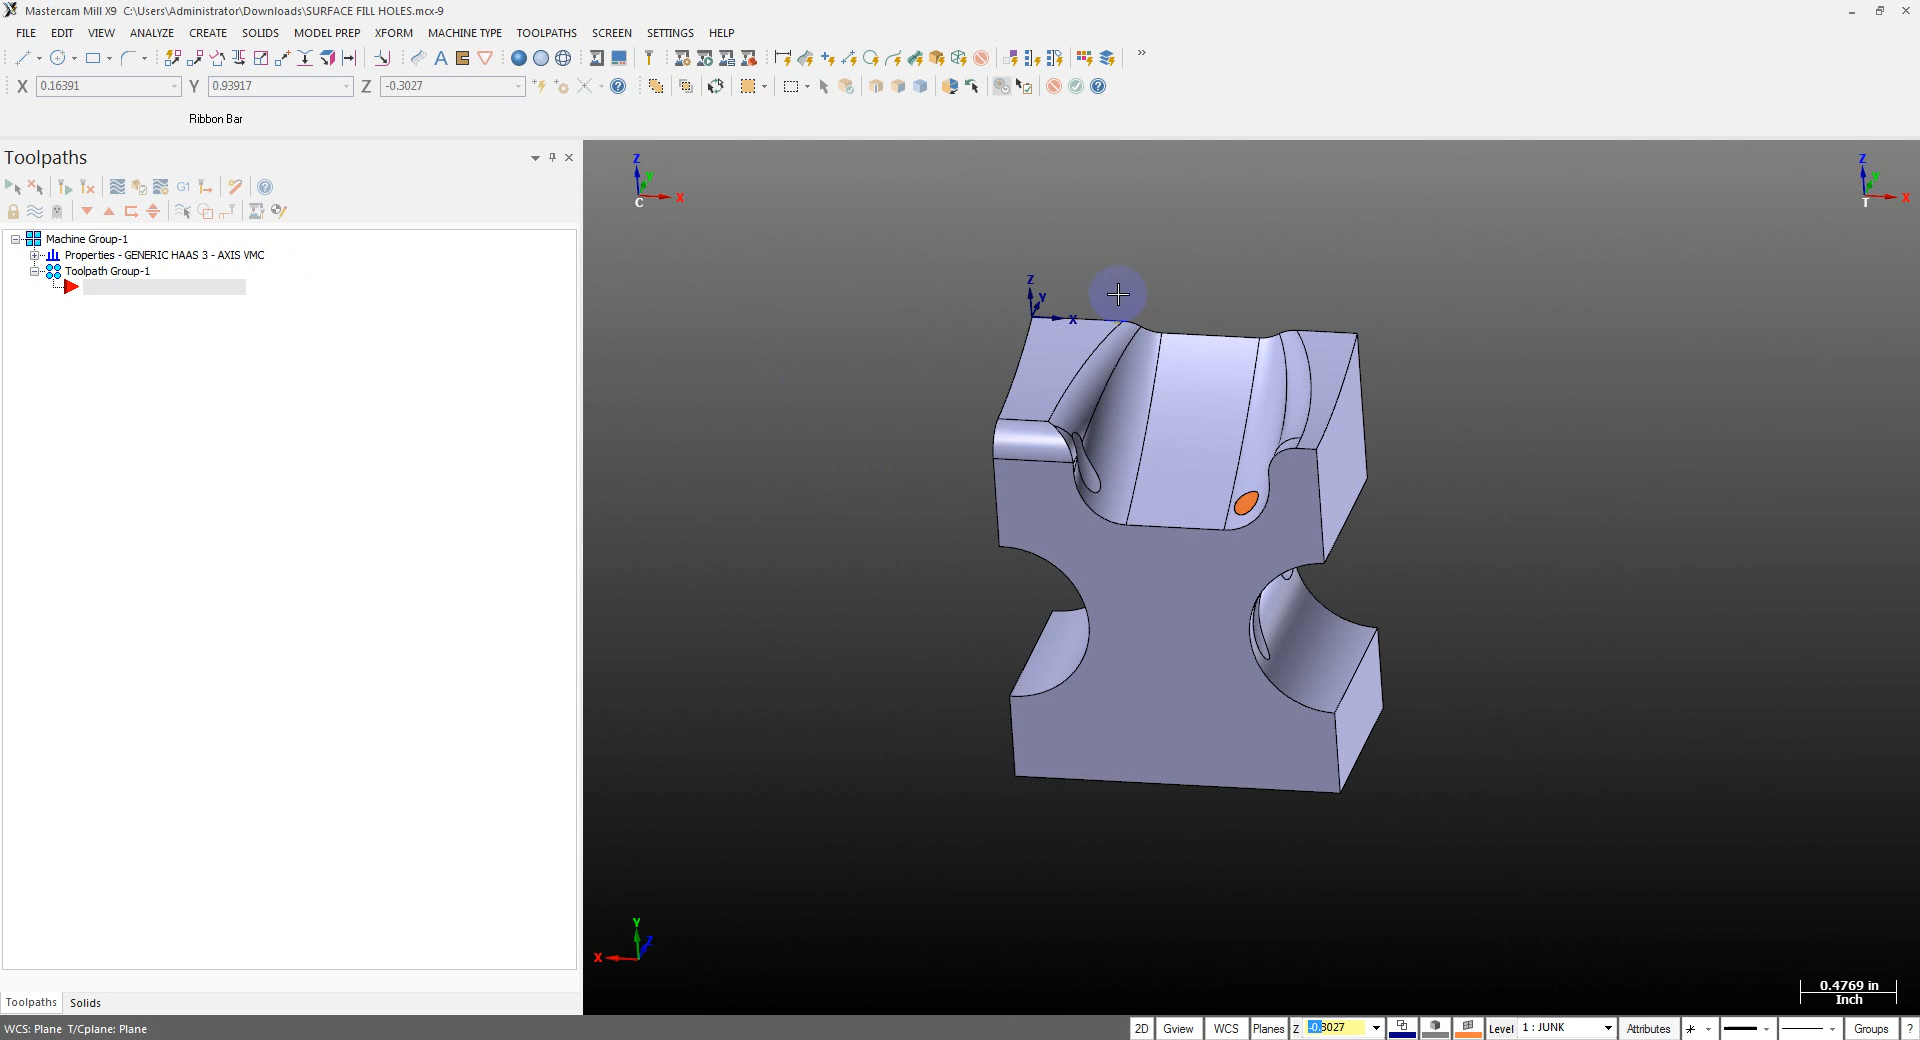 Mastercam Mill X9  C:\Users\Administrator\Downloads\SURFACE FILL HOLES.mcx-9
FILE EDIT VIEW ANALYZE CREATE SOLIDS MODEL PREP XFORM MACHINE TYPE TOOLPATHS SCREEN SETTINGS HELP
X 0.16391 Y 0.93917 Z -0.3027
Ribbon Bar
Toolpaths
G1
Machine Group-1
Properties - GENERIC HAAS 3 - AXIS VMC
Toolpath Group-1
Z Y X C
Z Y X T
Z Y X
Y Z X
0.4769 in
Inch
Toolpaths Solids
WCS: Plane  T/Cplane: Plane
2D Gview WCS Planes Z -0.3027 Level 1 : JUNK Attributes Groups ?